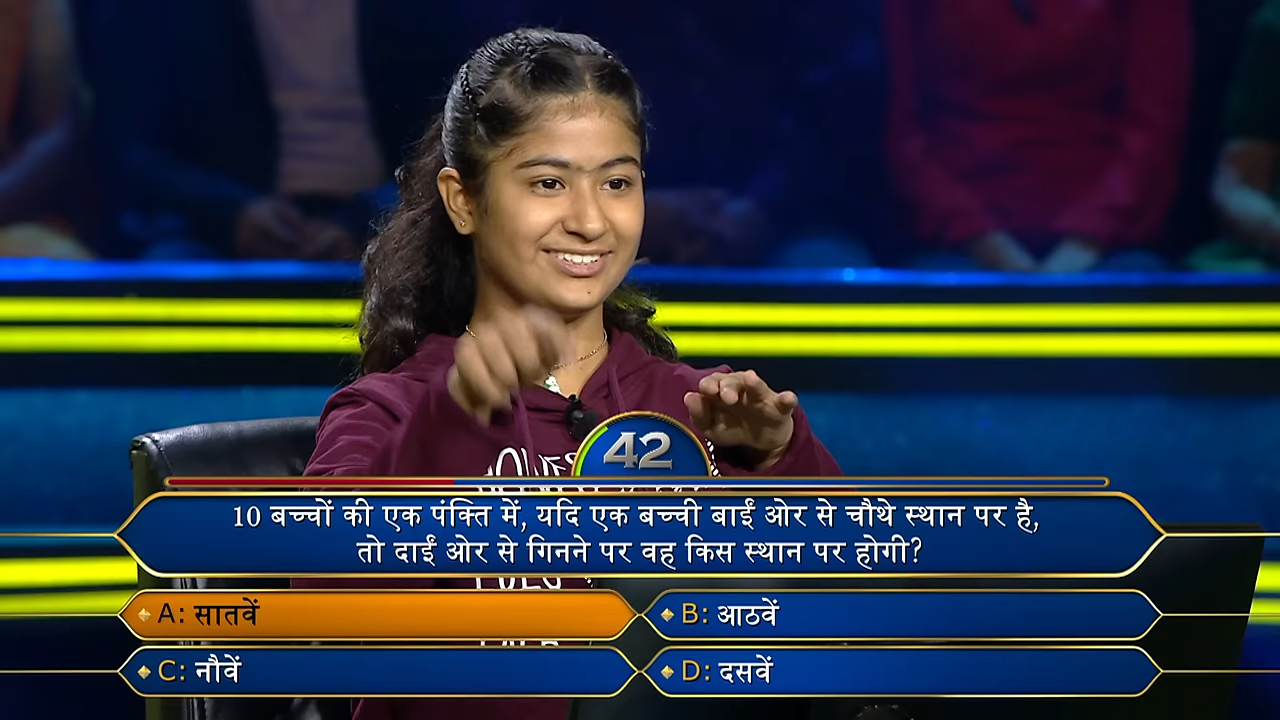 42
10 बच्चों की एक पंक्ति में, यदि एक बच्ची बाईं ओर से चौथे स्थान पर है,
तो दाईं ओर से गिनने पर वह किस स्थान पर होगी?
A: सातवें
B: आठवें
C: नौवें
D: दसवें